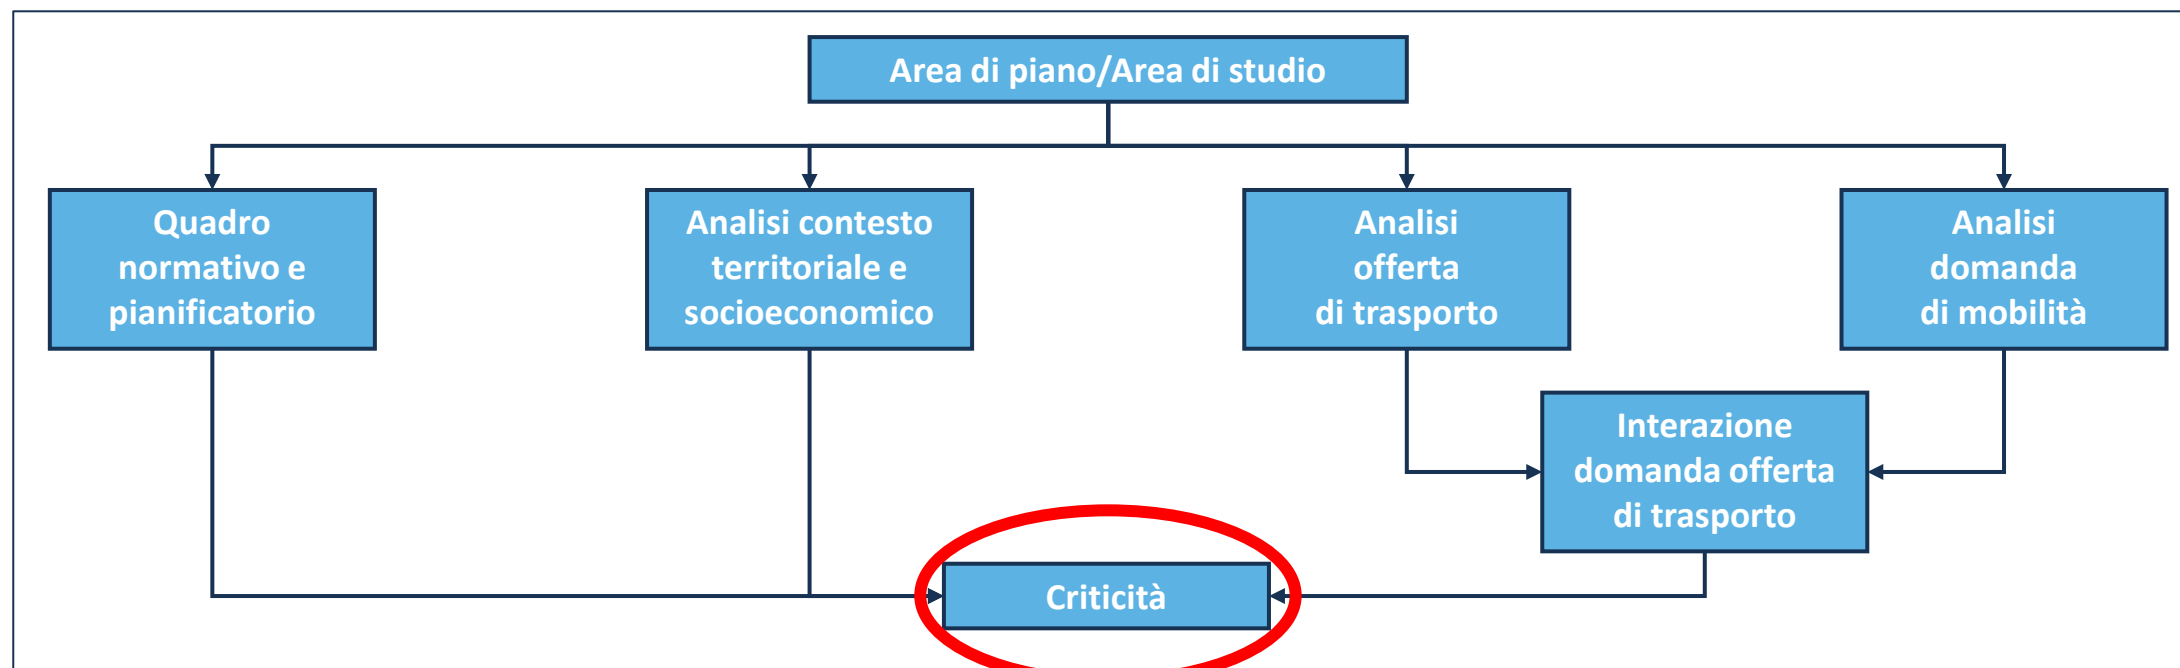 Area di piano/Area di studio
Quadro
normativo e
pianificatorio
Analisi contesto
territoriale e
socioeconomico
Analisi
offerta
di trasporto
Analisi
domanda
di mobilità
Interazione
domanda offerta
di trasporto
Criticità